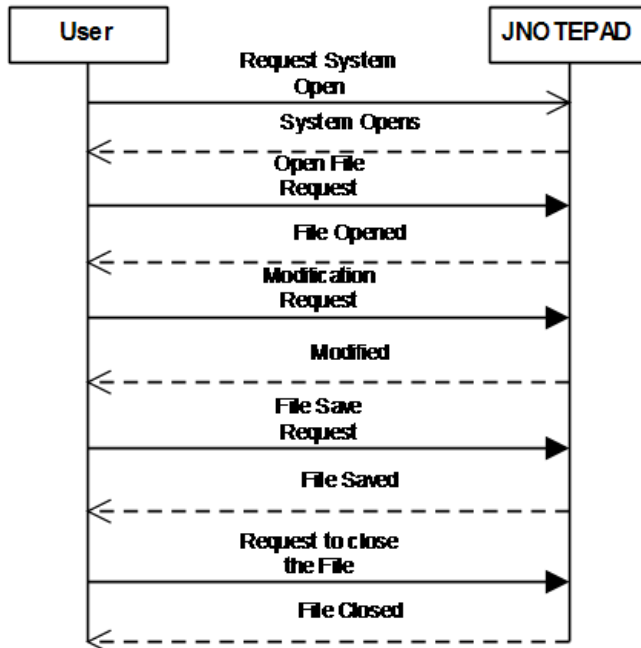 User
JNOTEPAD
Request System
Open
System Opens
Open File
Request
File Opened
Modification
Request
Modified
File Save
Request
File Saved
Request to close
the File
File Closed